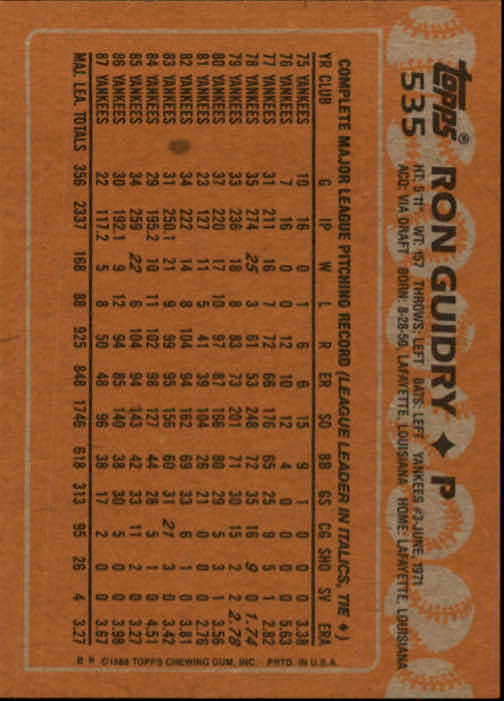 Topps®
535
RON GUIDRY ♦ P
HT: 5'11" WT: 157 THROWS: LEFT BATS: LEFT YANKEES #3-JUNE, 1971
ACQ: VIA DRAFT BORN: 8-28-50, LAFAYETTE, LOUISIANA HOME: LAFAYETTE, LOUISIANA
COMPLETE MAJOR LEAGUE PITCHING RECORD (LEAGUE LEADER IN ITALICS, TIE ♦)
YR CLUB G IP W L R ER SO BB GS CG SHO SV ERA
75 YANKEES 10 16 0 1 6 6 15 9 1 0 0 0 3.38
76 YANKEES 7 16 0 0 12 10 12 4 0 0 0 0 5.63
77 YANKEES 31 211 16 7 72 66 176 65 25 9 5 1 2.82
78 YANKEES 35 274 25 3 61 53 248 72 35 16 9 0 1.74
79 YANKEES 33 236 18 8 83 73 201 71 30 15 2 2 2.78
80 YANKEES 37 220 17 10 97 87 166 80 29 5 3 1 3.56
81 YANKEES 23 127 11 5 41 39 104 26 21 0 0 0 2.76
82 YANKEES 34 222 14 8 104 94 162 69 33 6 1 0 3.81
83 YANKEES 31 250.1 21 9 99 95 156 60 31 21 3 0 3.42
84 YANKEES 29 195.2 10 11 102 98 127 44 28 5 1 0 4.51
85 YANKEES 34 259 22 6 104 94 143 42 33 11 2 0 3.27
86 YANKEES 30 192.1 9 12 94 85 140 38 30 5 0 0 3.98
87 YANKEES 22 117.2 5 8 50 48 96 38 17 2 0 0 3.67
MAJ. LEA. TOTALS 356 2337 168 88 925 848 1746 618 313 95 26 4 3.27
B * ©1988 TOPPS CHEWING GUM, INC. PRTD. IN U.S.A.